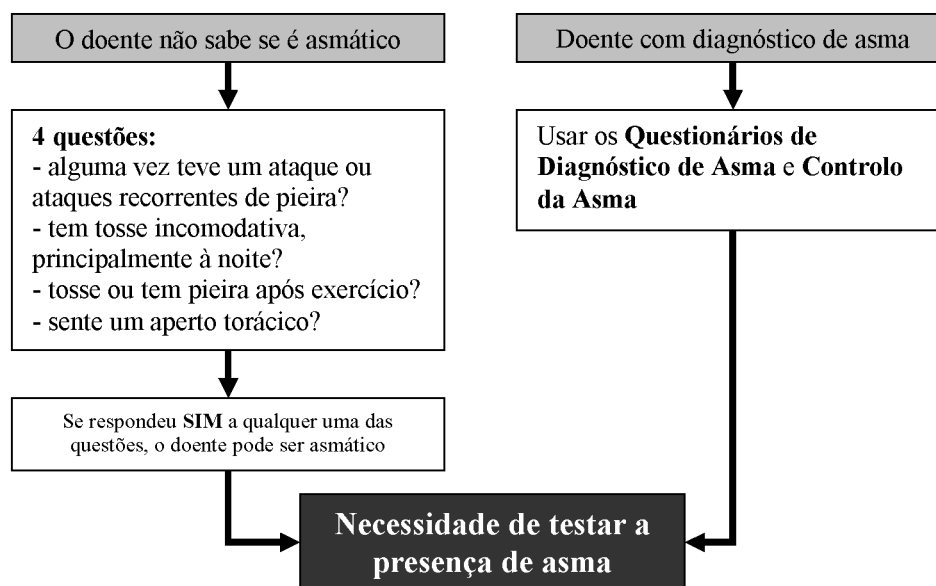 O doente não sabe se é asmático
4 questões:
- alguma vez teve um ataque ou
ataques recorrentes de pieira?
- tem tosse incomodativa,
principalmente à noite?
- tosse ou tem pieira após exercício?
- sente um aperto torácico?
Se respondeu SIM a qualquer uma das
questões, o doente pode ser asmático
Doente com diagnóstico de asma
Usar os Questionários de
Diagnóstico de Asma e Controlo
da Asma
Necessidade de testar a
presença de asma